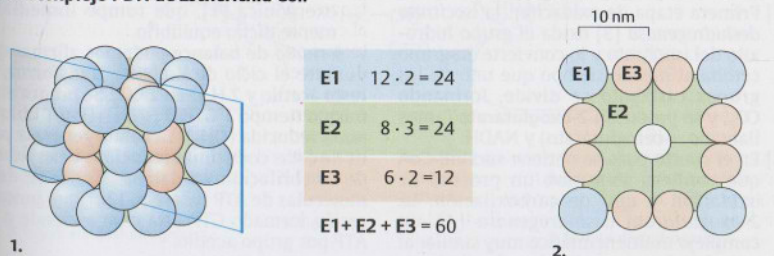 10 nm
E1 12 · 2 = 24
E2 8 · 3 = 24
E3 6 · 2 = 12
E1 + E2 + E3 = 60
E1 E3
E2
1.
2.